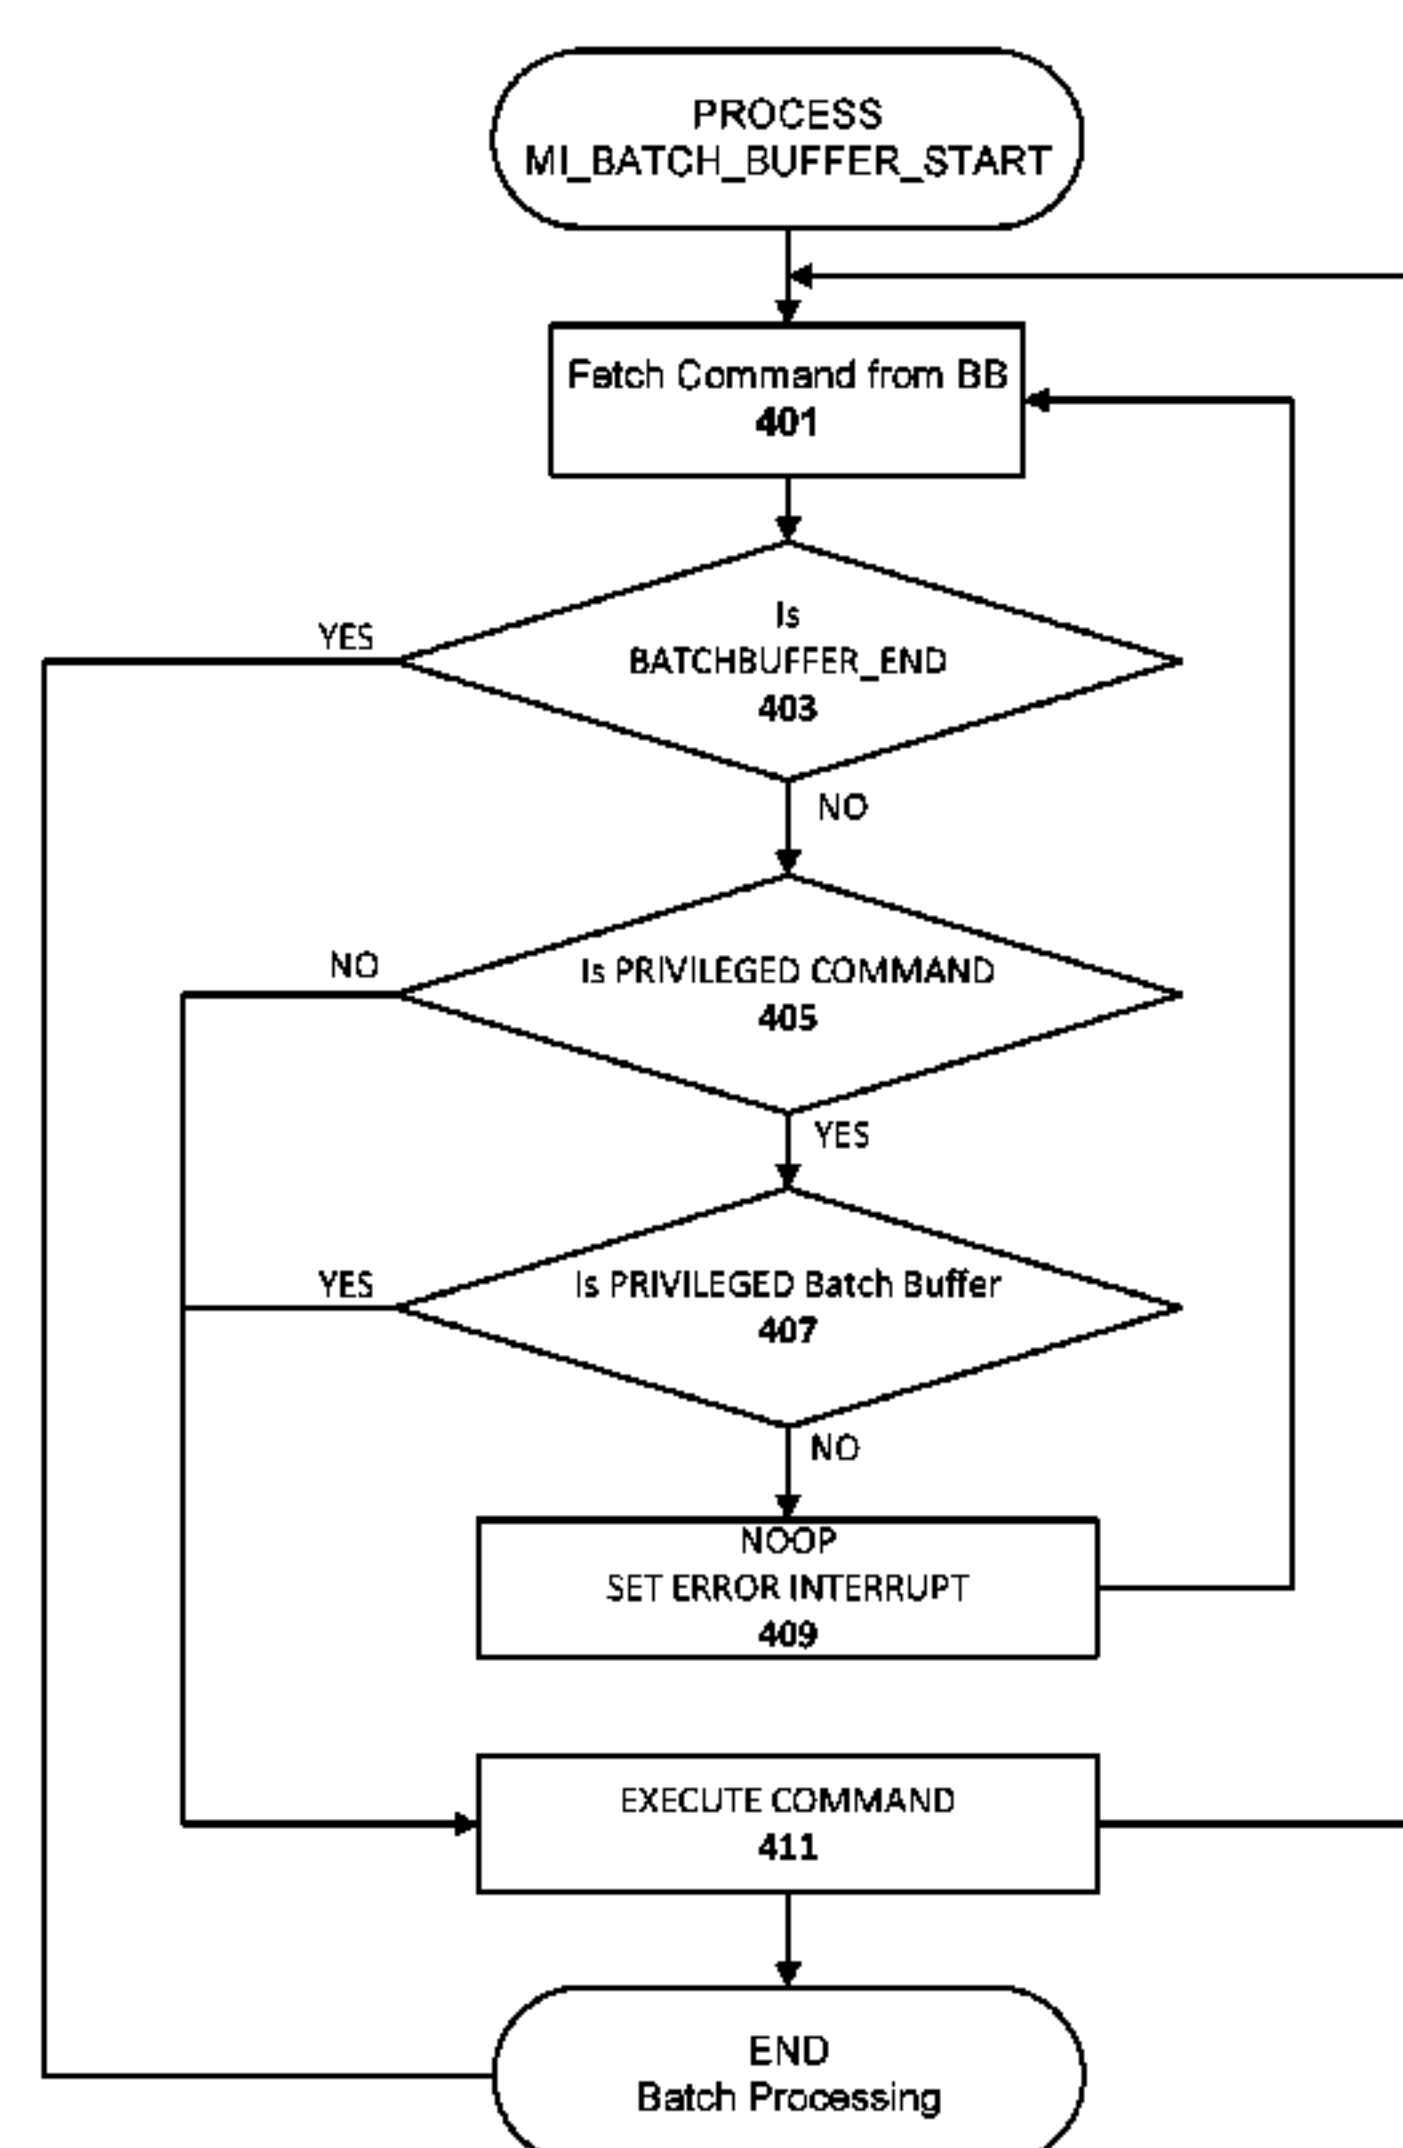 PROCESS
MI_BATCH_BUFFER_START
Fetch Command from BB
401
YES
Is
BATCHBUFFER_END
403
NO
NO
Is PRIVILEGED COMMAND
405
YES
YES
Is PRIVILEGED Batch Buffer
407
NO
NOOP
SET ERROR INTERRUPT
409
EXECUTE COMMAND
411
END
Batch Processing